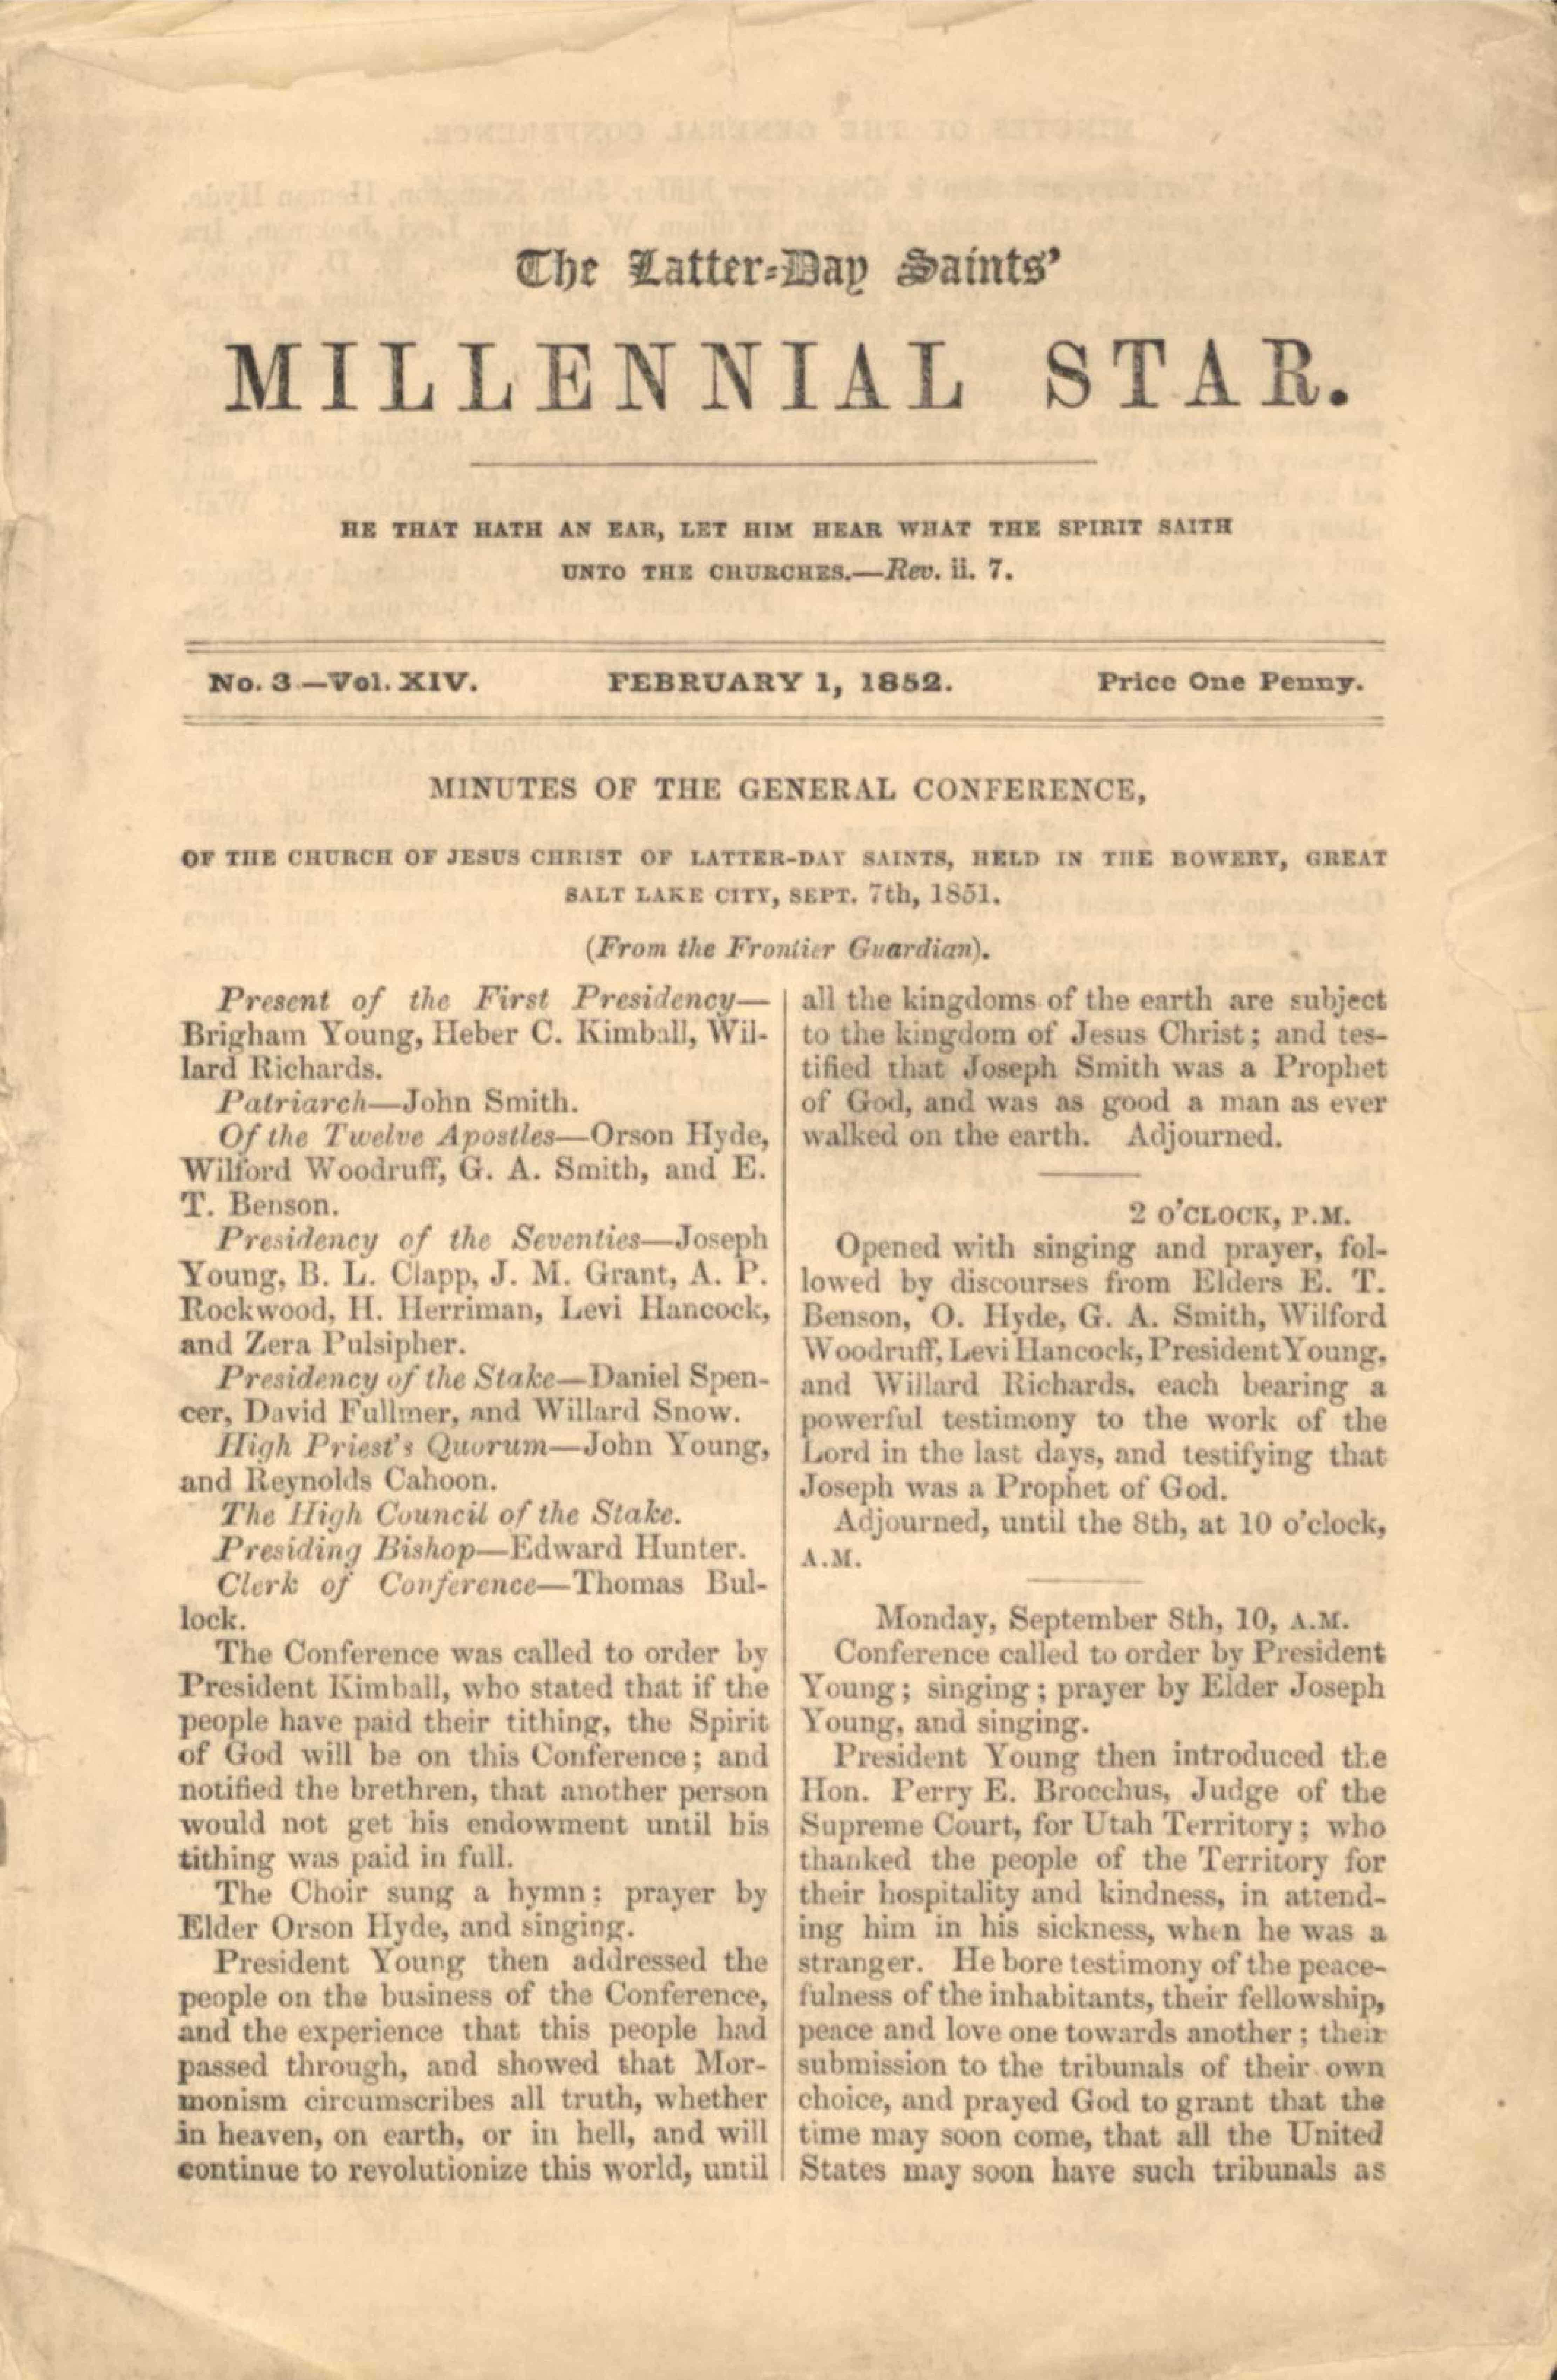 The Latter-Day Saints'
MILLENNIAL STAR.
HE THAT HATH AN EAR, LET HIM HEAR WHAT THE SPIRIT SAITH
UNTO THE CHURCHES.—Rev. ii. 7.
No. 3.—Vol. XIV.
FEBRUARY 1, 1852.
Price One Penny.
MINUTES OF THE GENERAL CONFERENCE,
OF THE CHURCH OF JESUS CHRIST OF LATTER-DAY SAINTS, HELD IN THE BOWERY, GREAT
SALT LAKE CITY, SEPT. 7th, 1851.
(From the Frontier Guardian).
Present of the First Presidency—
Brigham Young, Heber C. Kimball, Wil-
lard Richards.
Patriarch—John Smith.
Of the Twelve Apostles—Orson Hyde,
Wilford Woodruff, G. A. Smith, and E.
T. Benson.
Presidency of the Seventies—Joseph
Young, B. L. Clapp, J. M. Grant, A. P.
Rockwood, H. Herriman, Levi Hancock,
and Zera Pulsipher.
Presidency of the Stake—Daniel Spen-
cer, David Fullmer, and Willard Snow.
High Priest's Quorum—John Young,
and Reynolds Cahoon.
The High Council of the Stake.
Presiding Bishop—Edward Hunter.
Clerk of Conference—Thomas Bul-
lock.
The Conference was called to order by
President Kimball, who stated that if the
people have paid their tithing, the Spirit
of God will be on this Conference; and
notified the brethren, that another person
would not get his endowment until his
tithing was paid in full.
The Choir sung a hymn: prayer by
Elder Orson Hyde, and singing.
President Young then addressed the
people on the business of the Conference,
and the experience that this people had
passed through, and showed that Mor-
monism circumscribes all truth, whether
in heaven, on earth, or in hell, and will
continue to revolutionize this world, until
all the kingdoms of the earth are subject
to the kingdom of Jesus Christ; and tes-
tified that Joseph Smith was a Prophet
of God, and was as good a man as ever
walked on the earth. Adjourned.
2 O'CLOCK, P.M.
Opened with singing and prayer, fol-
lowed by discourses from Elders E. T.
Benson, O. Hyde, G. A. Smith, Wilford
Woodruff, Levi Hancock, President Young,
and Willard Richards, each bearing a
powerful testimony to the work of the
Lord in the last days, and testifying that
Joseph was a Prophet of God.
Adjourned, until the 8th, at 10 o'clock,
A.M.
Monday, September 8th, 10, A.M.
Conference called to order by President
Young; singing; prayer by Elder Joseph
Young, and singing.
President Young then introduced the
Hon. Perry E. Brocchus, Judge of the
Supreme Court, for Utah Territory; who
thanked the people of the Territory for
their hospitality and kindness, in attend-
ing him in his sickness, when he was a
stranger. He bore testimony of the peace-
fulness of the inhabitants, their fellowship,
peace and love one towards another; their
submission to the tribunals of their own
choice, and prayed God to grant that the
time may soon come, that all the United
States may soon have such tribunals as